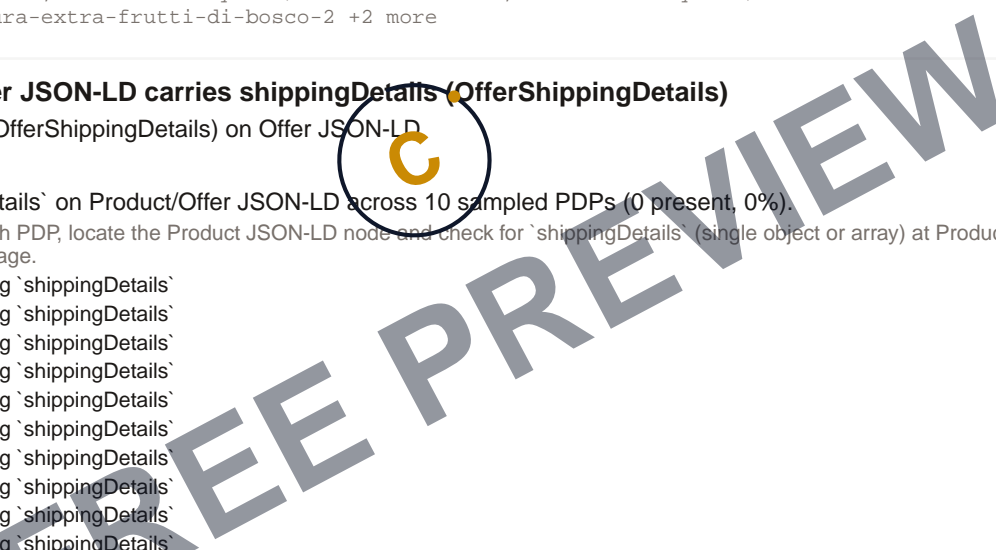 ura-extra-frutti-di-bosco-2 +2 more
er JSON-LD carries shippingDetails (OfferShippingDetails)
OfferShippingDetails) on Offer JSON-LD.
C
tails` on Product/Offer JSON-LD across 10 sampled PDPs (0 present, 0%).
h PDP, locate the Product JSON-LD node and check for `shippingDetails` (single object or array) at Produc
age.
g `shippingDetails`
g `shippingDetails`
g `shippingDetails`
g `shippingDetails`
g `shippingDetails`
g `shippingDetails`
g `shippingDetails`
g `shippingDetails`
g `shippingDetails`
g `shippingDetails`
FREE PREVIEW